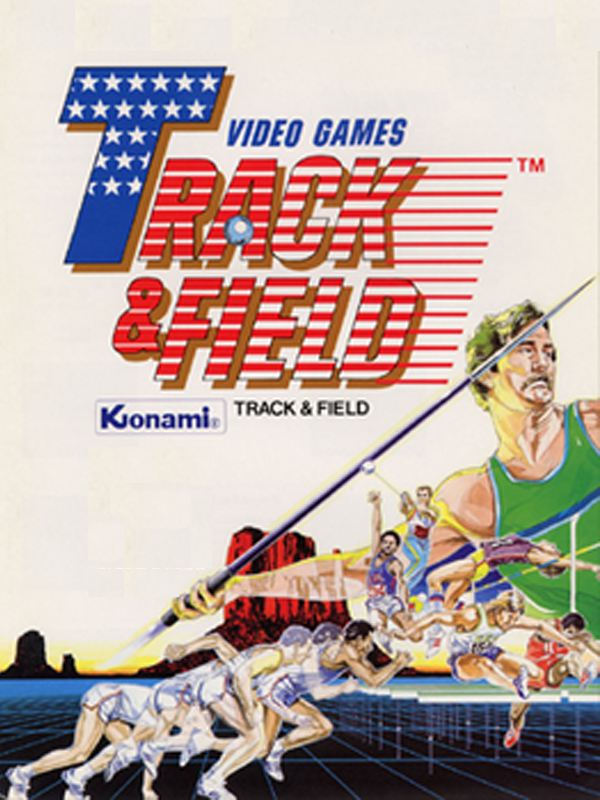 VIDEO GAMES
TRACK
TM
& FIELD
Konami®
TRACK & FIELD